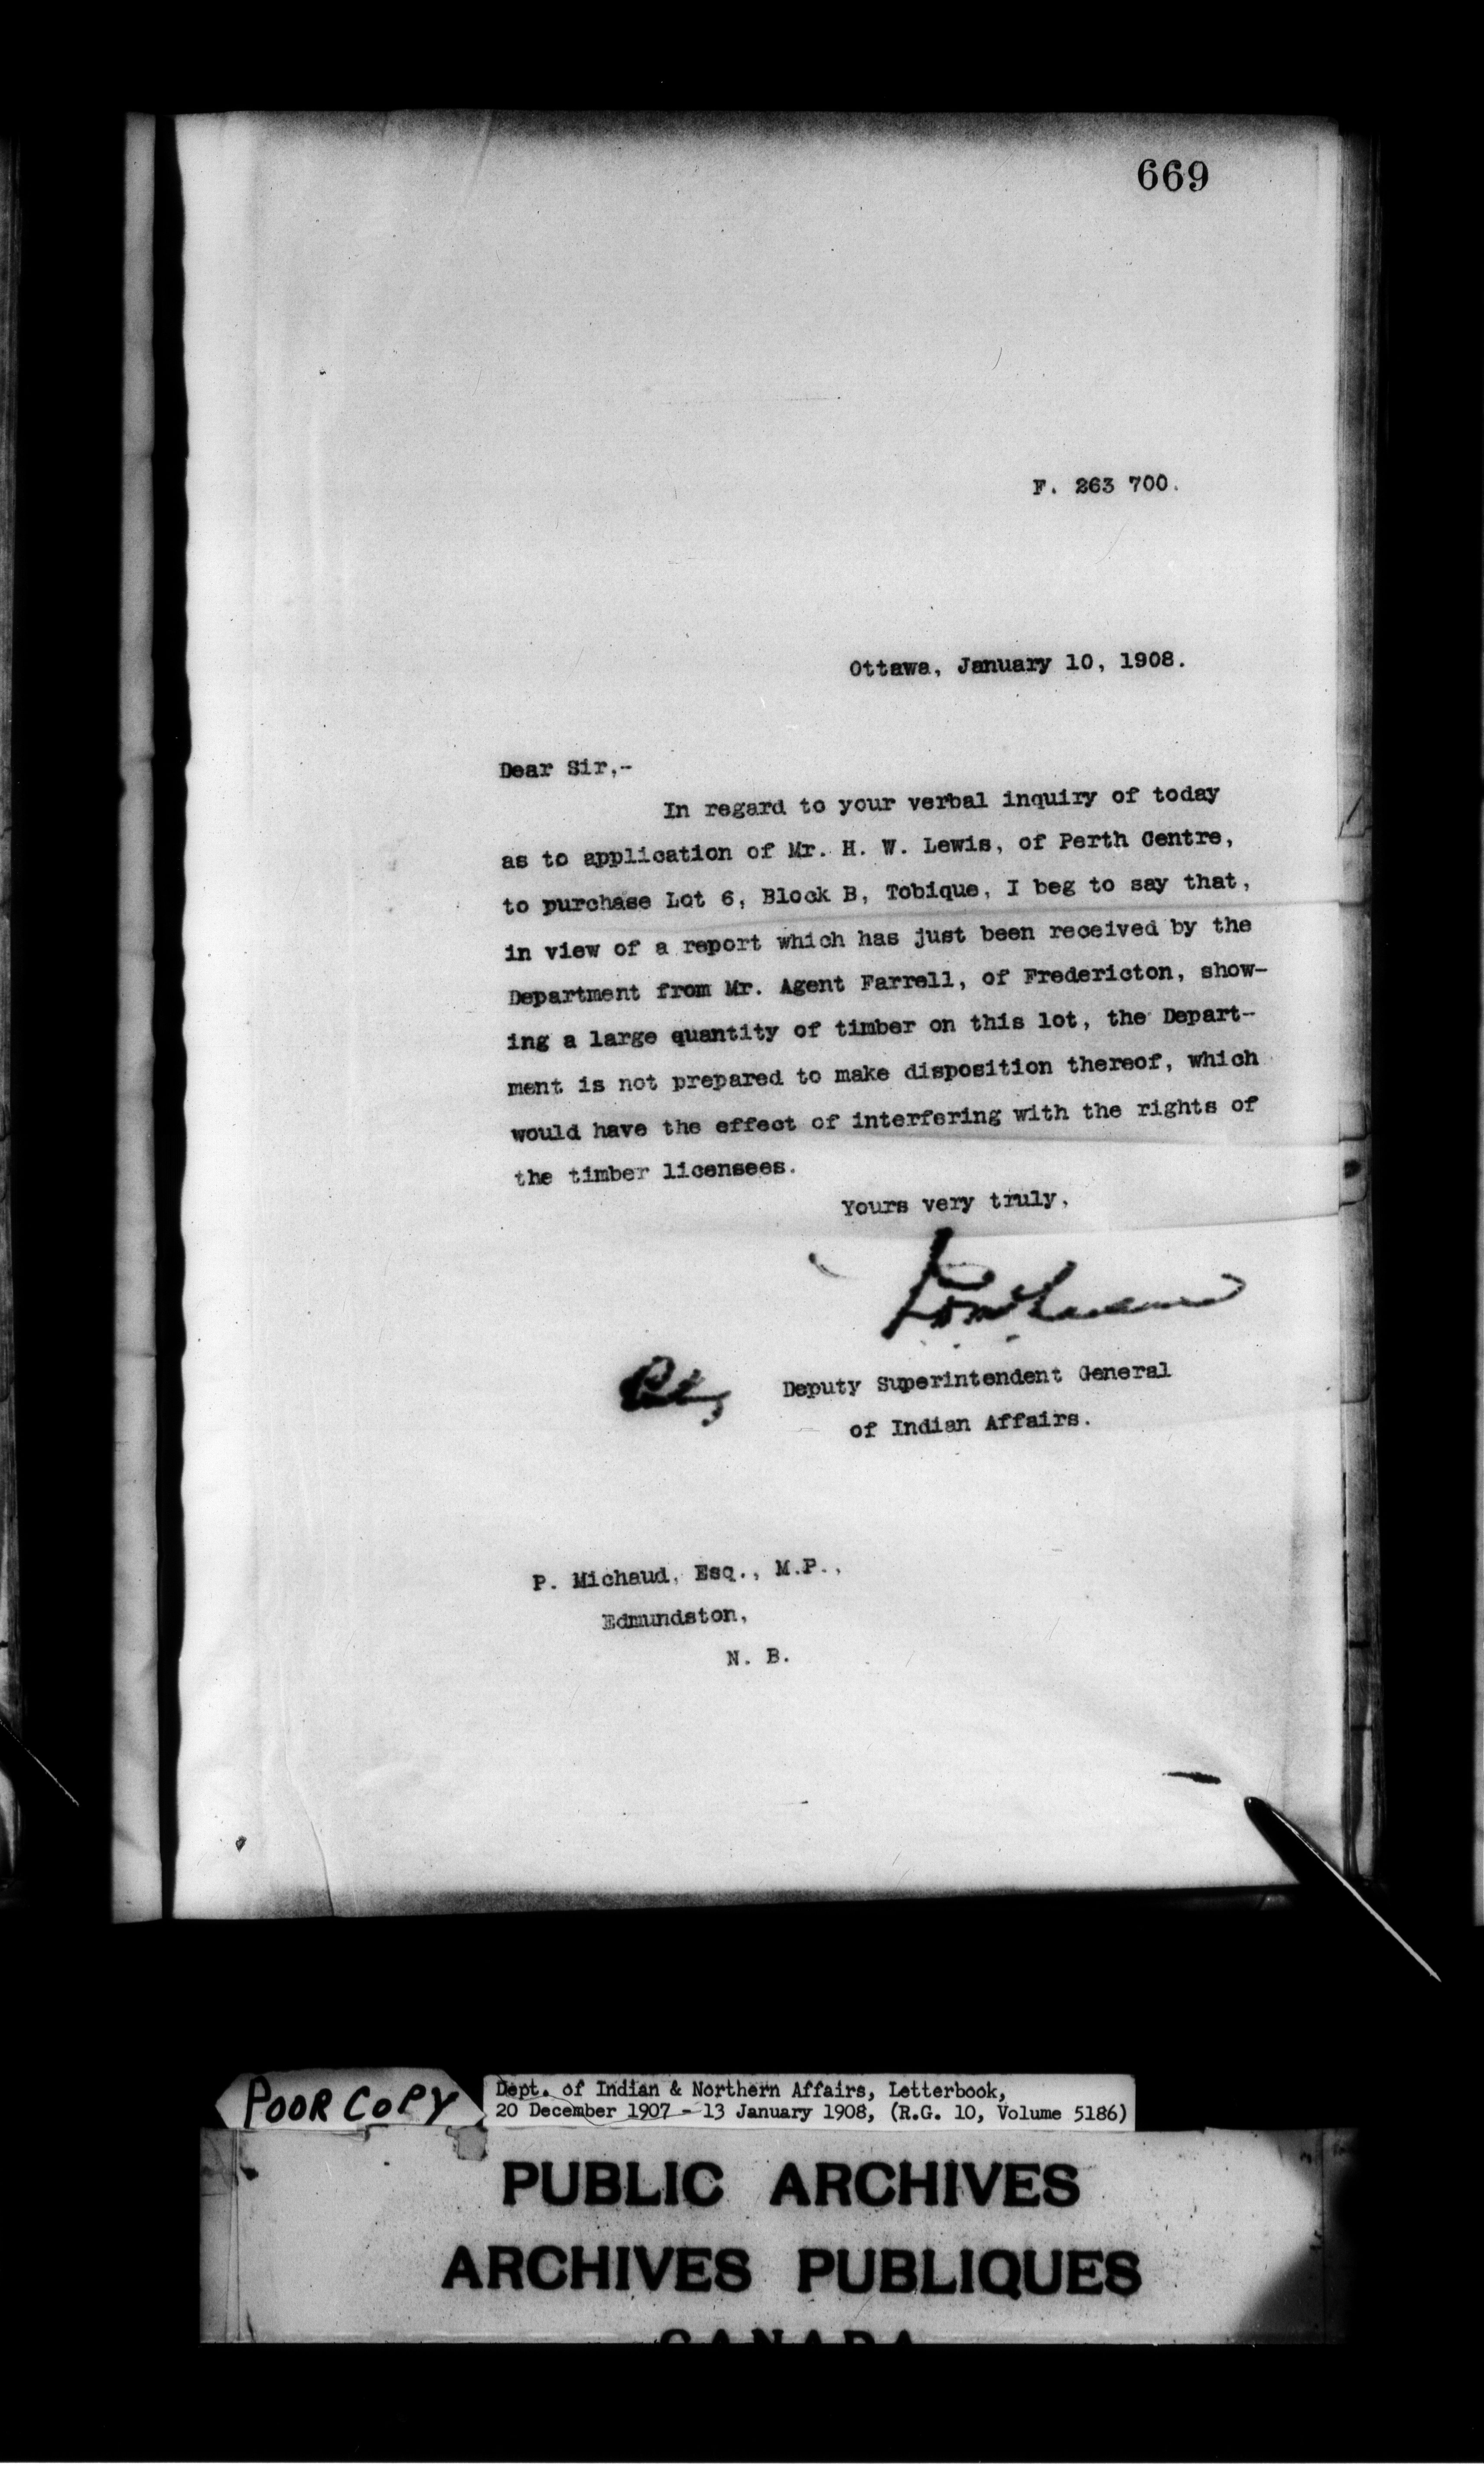 669
F. 263 700.
Ottawa, January 10, 1908.
Dear Sir,-
In regard to your verbal inquiry of today
as to application of Mr. H. W. Lewis, of Perth Centre,
to purchase Lot 6, Block B, Tobique, I beg to say that,
in view of a report which has just been received by the
Department from Mr. Agent Farrell, of Fredericton, show-
ing a large quantity of timber on this lot, the Depart-
ment is not prepared to make disposition thereof, which
would have the effect of interfering with the rights of
the timber licensees.
Yours very truly,
Deputy Superintendent General
of Indian Affairs.
P. Michaud, Esq., M.P.,
Edmundston,
N. B.
POOR COPY
Dept. of Indian & Northern Affairs, Letterbook,
20 December 1907 - 13 January 1908, (R.G. 10, Volume 5186)
PUBLIC ARCHIVES
ARCHIVES PUBLIQUES
CANADA